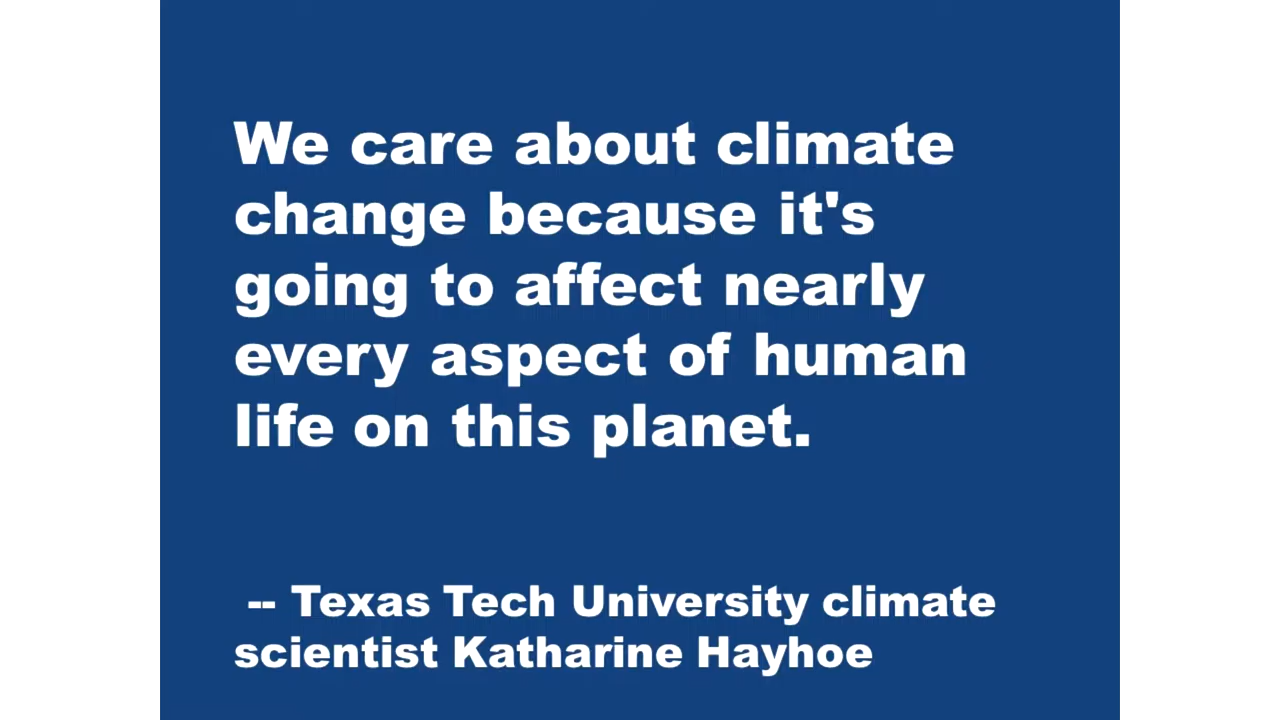 We care about climate
change because it's
going to affect nearly
every aspect of human
life on this planet.
-- Texas Tech University climate
scientist Katharine Hayhoe